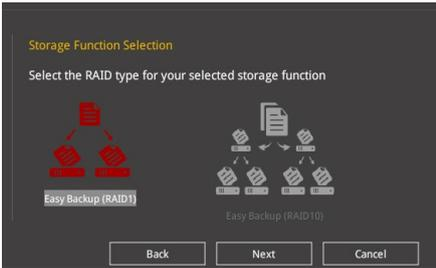 Storage Function Selection
Select the RAID type for your selected storage function
Easy Backup (RAID1)
Easy Backup (RAID10)
Back
Next
Cancel